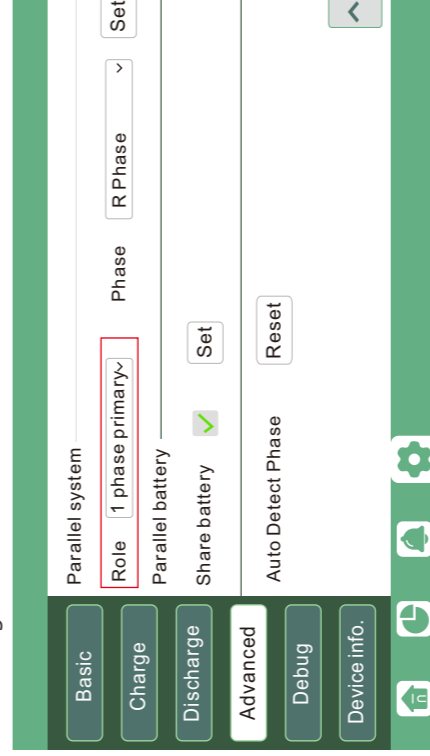 Basic
Charge
Discharge
Advanced
Debug
Device info.
Parallel system
Role 1 phase primary Phase R Phase Set
Parallel battery
Share battery Set
Auto Detect Phase Reset